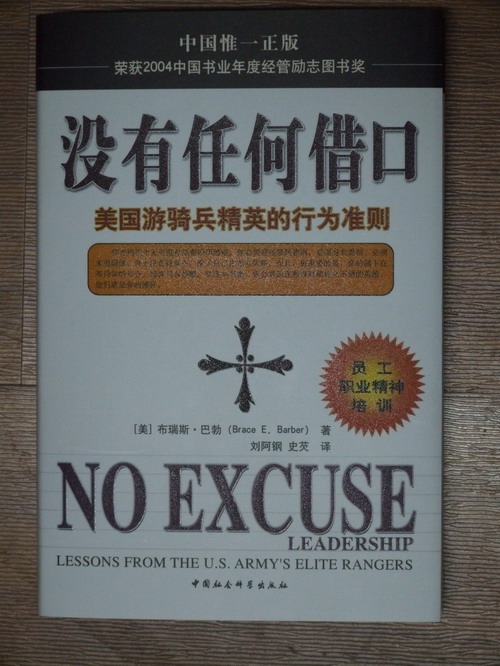 中国惟一正版
荣获2004中国书业年度经管励志图书奖
没有任何借口
美国游骑兵精英的行为准则
员工
职业精神
培训
[美] 布瑞斯·巴勃 (Brace E. Barber) 著
刘阿钢 史芡 译
NO EXCUSE
LEADERSHIP
LESSONS FROM THE U.S. ARMY'S ELITE RANGERS
中国社会科学出版社